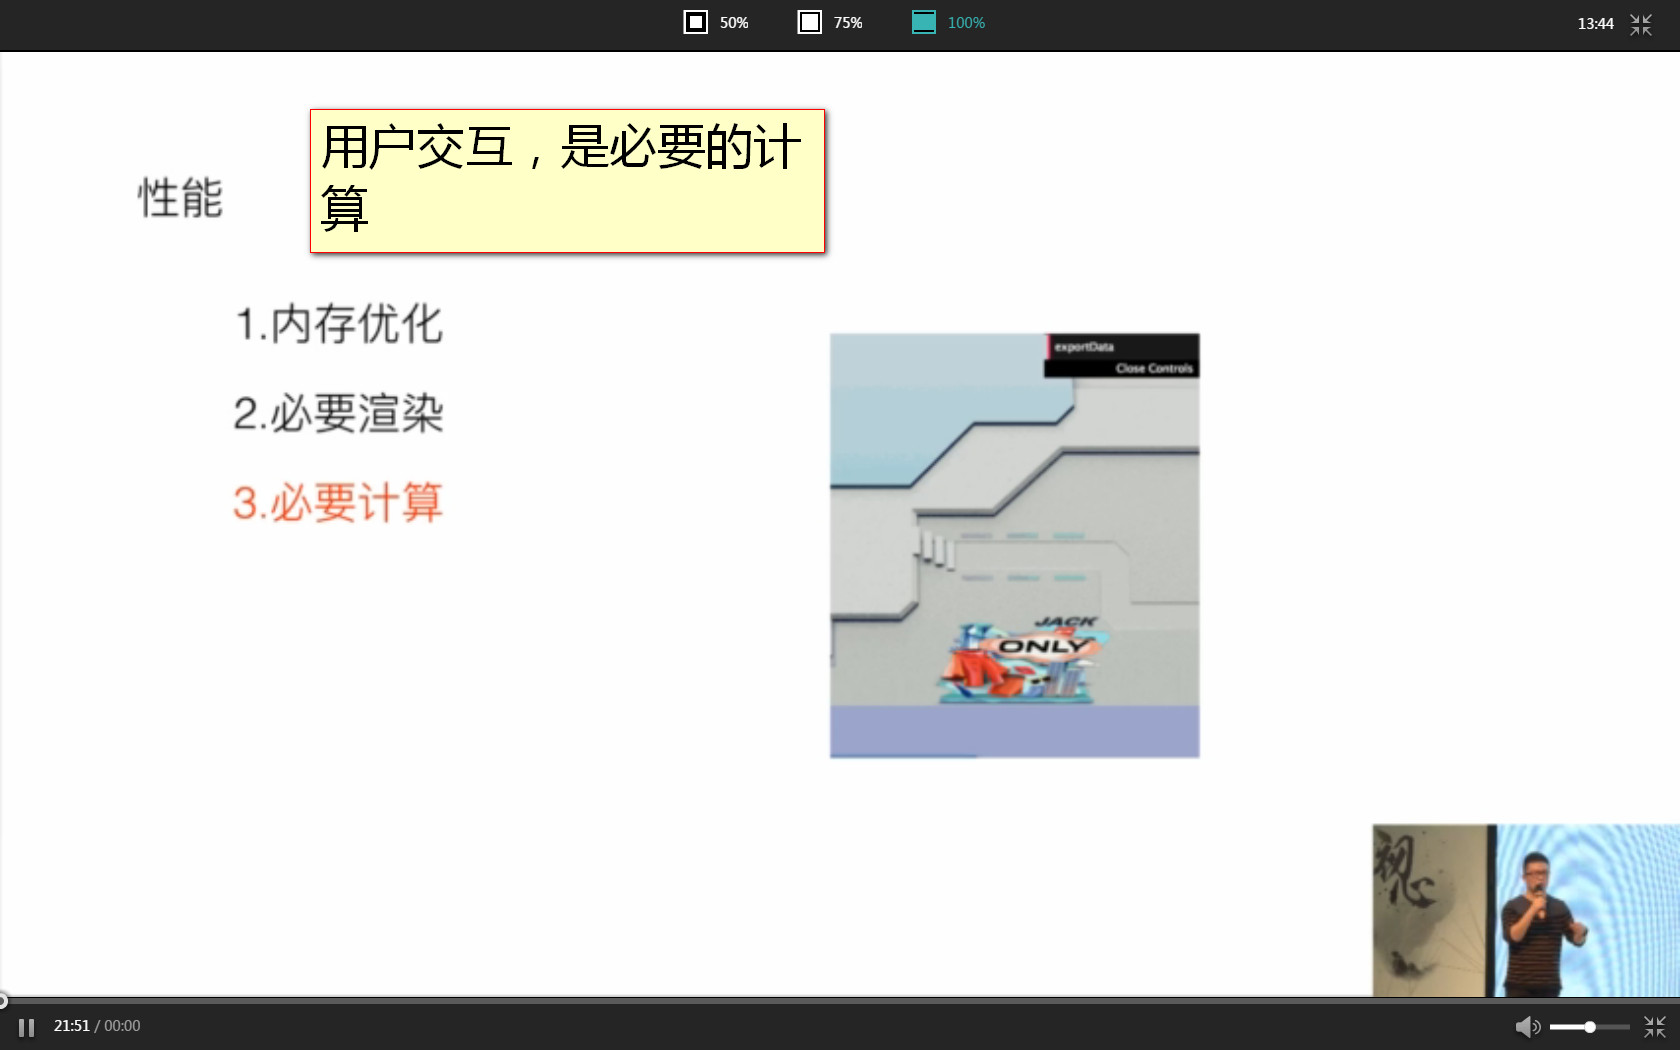 50%
75%
100%
13:44
用户交互，是必要的计
算
性能
1.内存优化
2.必要渲染
3.必要计算
exportData
Close Controls
JACK
ONLY
视
心
21:51 / 00:00